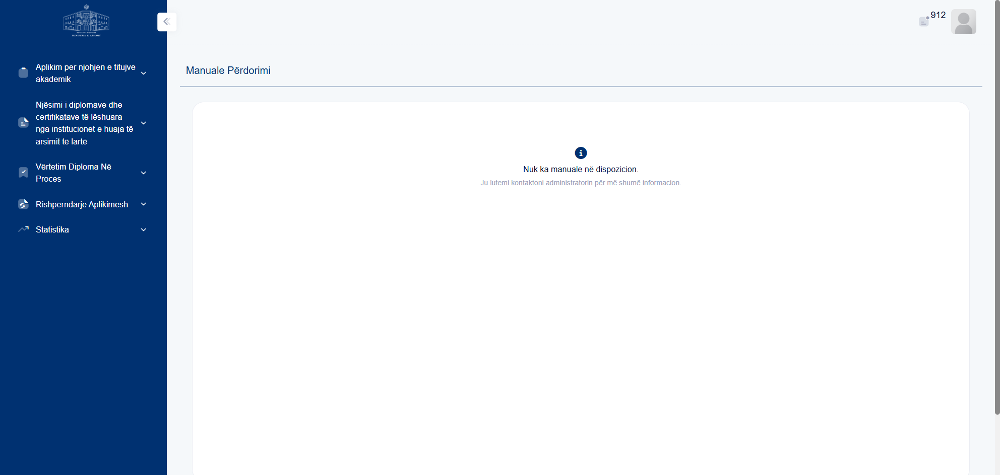 MINISTRIA E ARSIMIT
912
Aplikim per njohjen e titujve
akademik
Njësimi i diplomave dhe
certifikatave të lëshuara
nga institucionet e huaja të
arsimit të lartë
Vërtetim Diploma Në
Proces
Rishpërndarje Aplikimesh
Statistika
Manuale Përdorimi
Nuk ka manuale në dispozicion.
Ju lutemi kontaktoni administratorin për më shumë informacion.